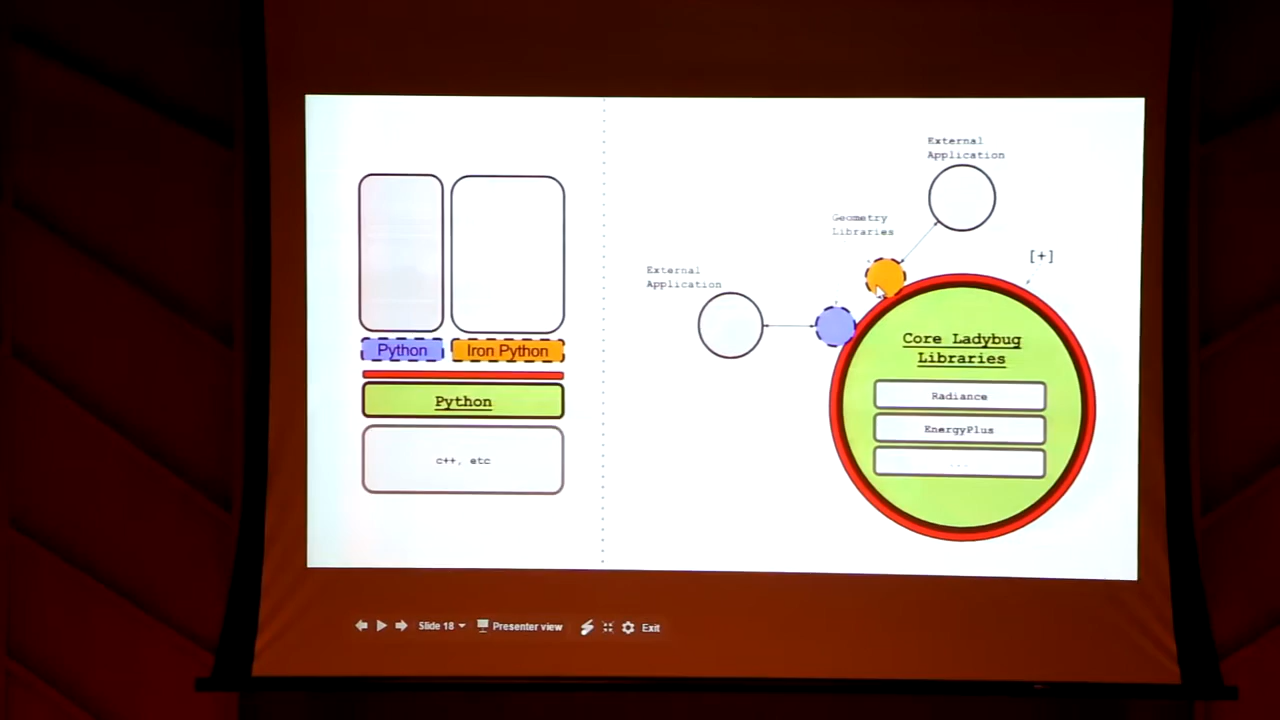 External
Application
Geometry
Libraries
[+]
External
Application
Core Ladybug
Libraries
Python
Iron Python
Radiance
Python
EnergyPlus
c++, etc
...
Slide 18
Presenter view
Exit